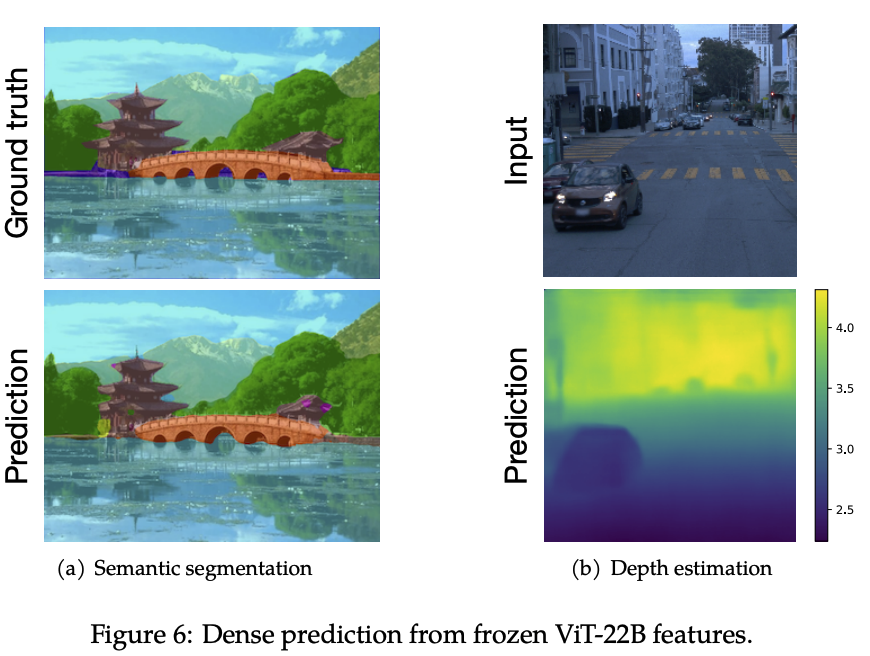 Ground truth
Prediction
(a) Semantic segmentation
Input
Prediction
4.0
3.5
3.0
2.5
(b) Depth estimation
Figure 6: Dense prediction from frozen ViT-22B features.